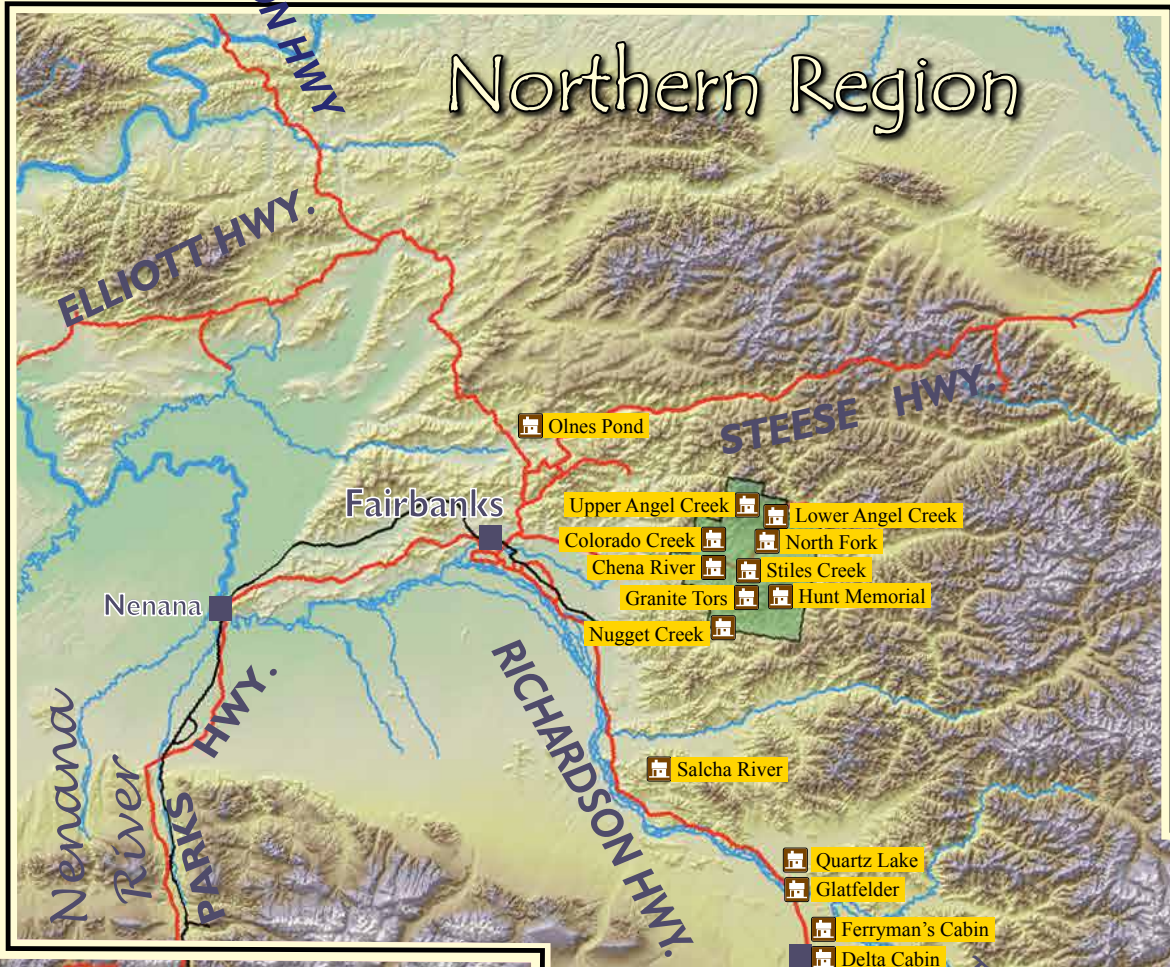 ON HWY
Northern Region
ELLIOTT HWY.
STEESE HWY.
Olnes Pond
Fairbanks
Upper Angel Creek
Lower Angel Creek
Colorado Creek
North Fork
Chena River
Stiles Creek
Granite Tors
Hunt Memorial
Nugget Creek
Nenana
RICHARDSON HWY.
Nenana
River
PARKS HWY.
Salcha River
Quartz Lake
Glatfelder
Ferryman's Cabin
Delta Cabin